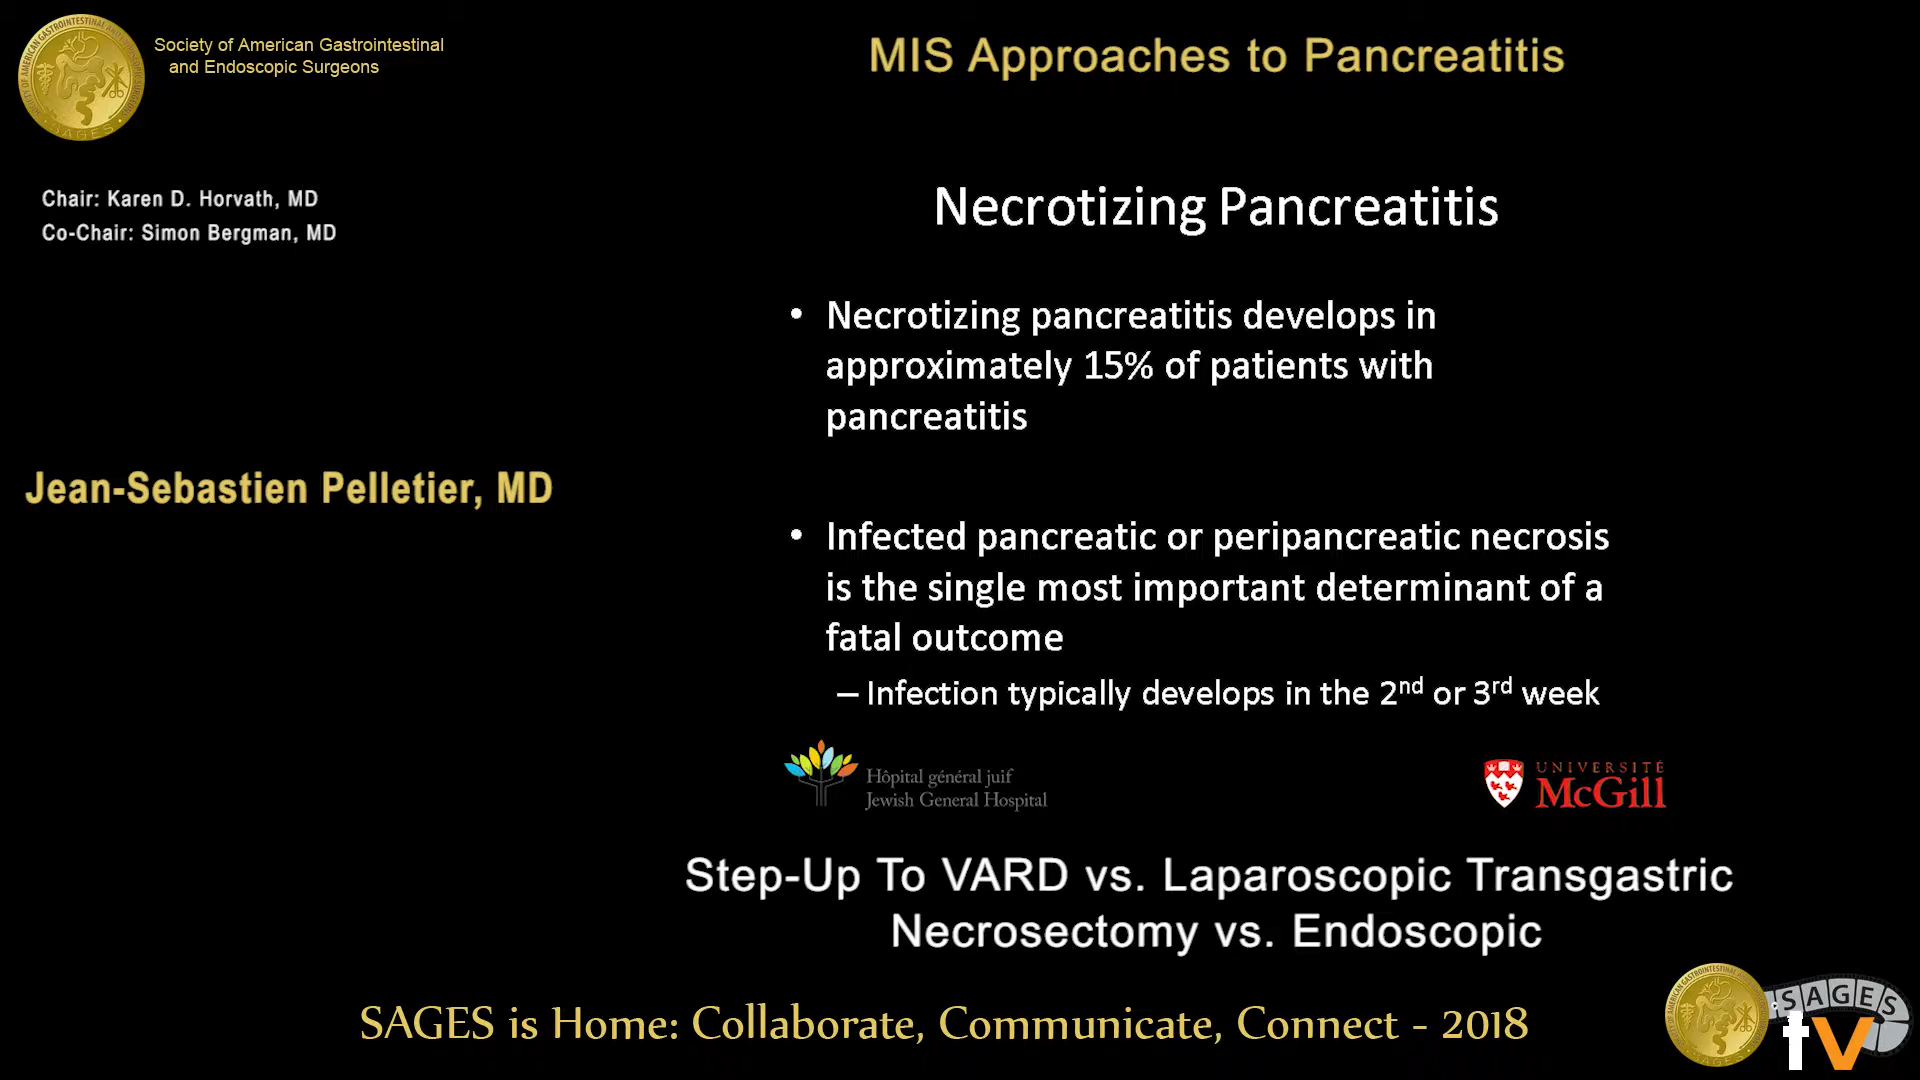 Society of American Gastrointestinal
and Endoscopic Surgeons
MIS Approaches to Pancreatitis
Chair: Karen D. Horvath, MD
Co-Chair: Simon Bergman, MD
Necrotizing Pancreatitis
• Necrotizing pancreatitis develops in
approximately 15% of patients with
pancreatitis
Jean-Sebastien Pelletier, MD
• Infected pancreatic or peripancreatic necrosis
is the single most important determinant of a
fatal outcome
– Infection typically develops in the 2nd or 3rd week
Hôpital général juif
Jewish General Hospital
UNIVERSITÉ
McGill
Step-Up To VARD vs. Laparoscopic Transgastric
Necrosectomy vs. Endoscopic
SAGES is Home: Collaborate, Communicate, Connect - 2018
SAGES
tv